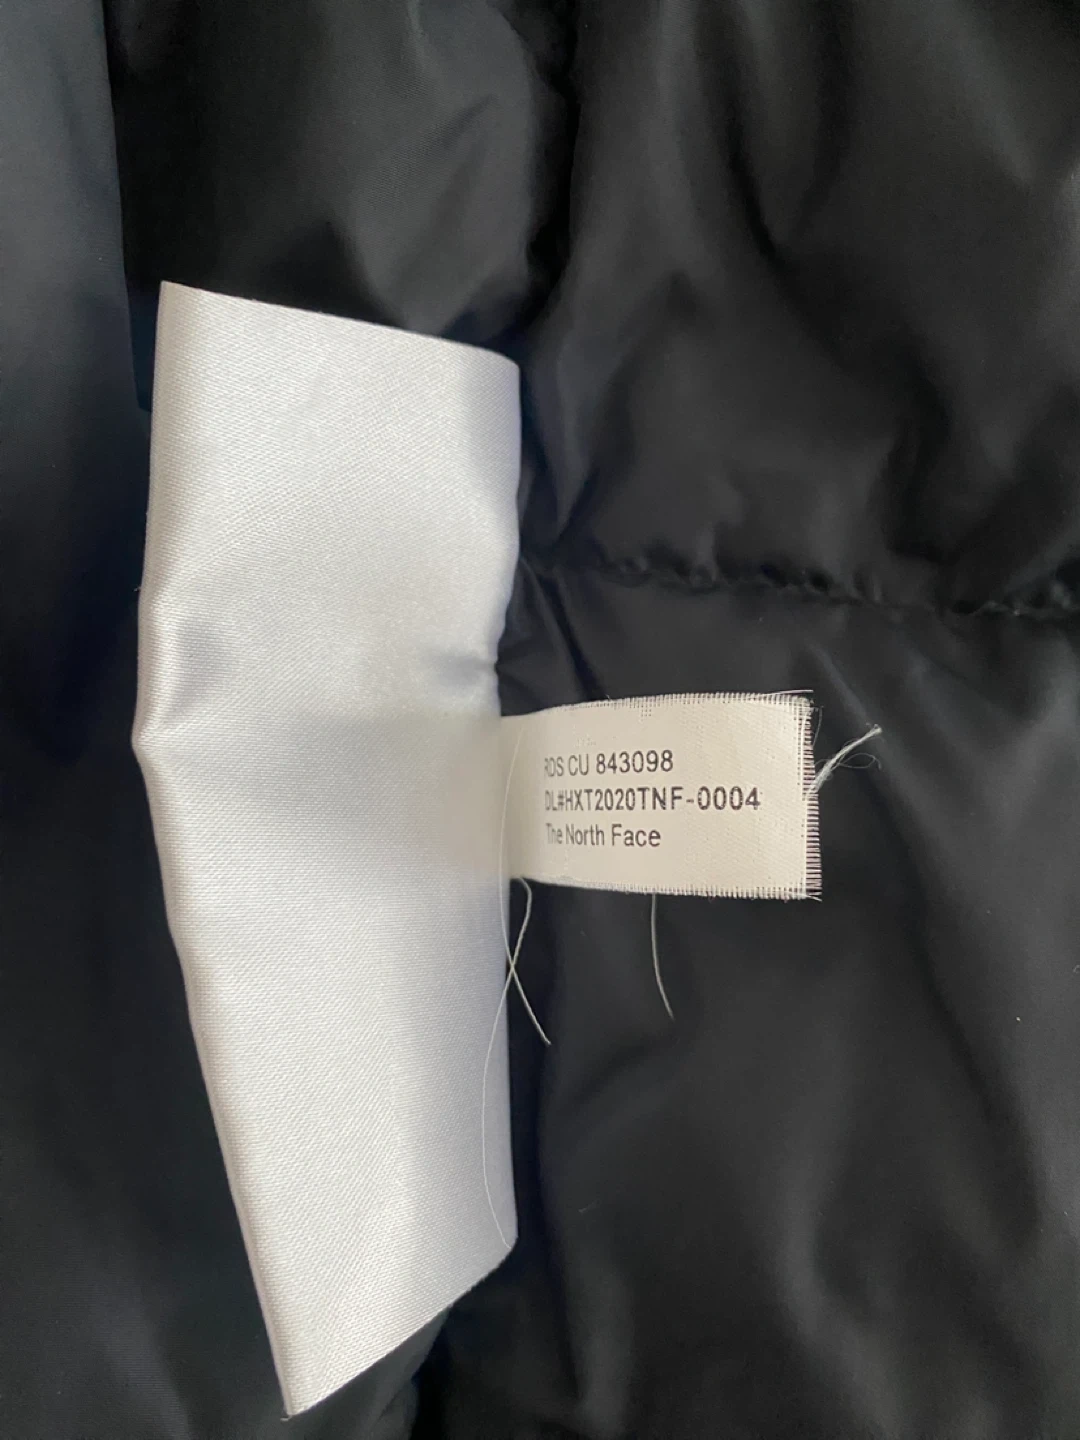 RDS CU 843098
DL#HXT2020TNF-0004
The North Face